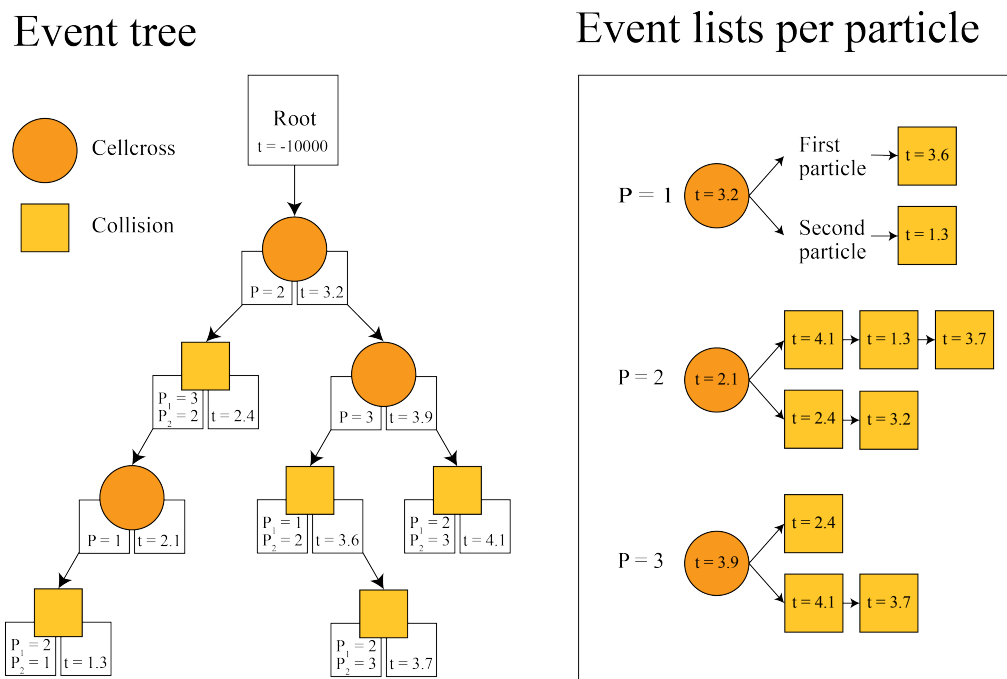 Event tree
Event lists per particle
Cellcross
Collision
Root
t = -10000
P = 2
t = 3.2
P₁ = 3
P₂ = 2
t = 2.4
P = 3
t = 3.9
P = 1
t = 2.1
P₁ = 1
P₂ = 2
t = 3.6
P₁ = 2
P₂ = 3
t = 4.1
P₁ = 2
P₂ = 1
t = 1.3
P₁ = 2
P₂ = 3
t = 3.7
P = 1
t = 3.2
First
particle
t = 3.6
Second
particle
t = 1.3
P = 2
t = 2.1
t = 4.1
t = 1.3
t = 3.7
t = 2.4
t = 3.2
P = 3
t = 3.9
t = 2.4
t = 4.1
t = 3.7